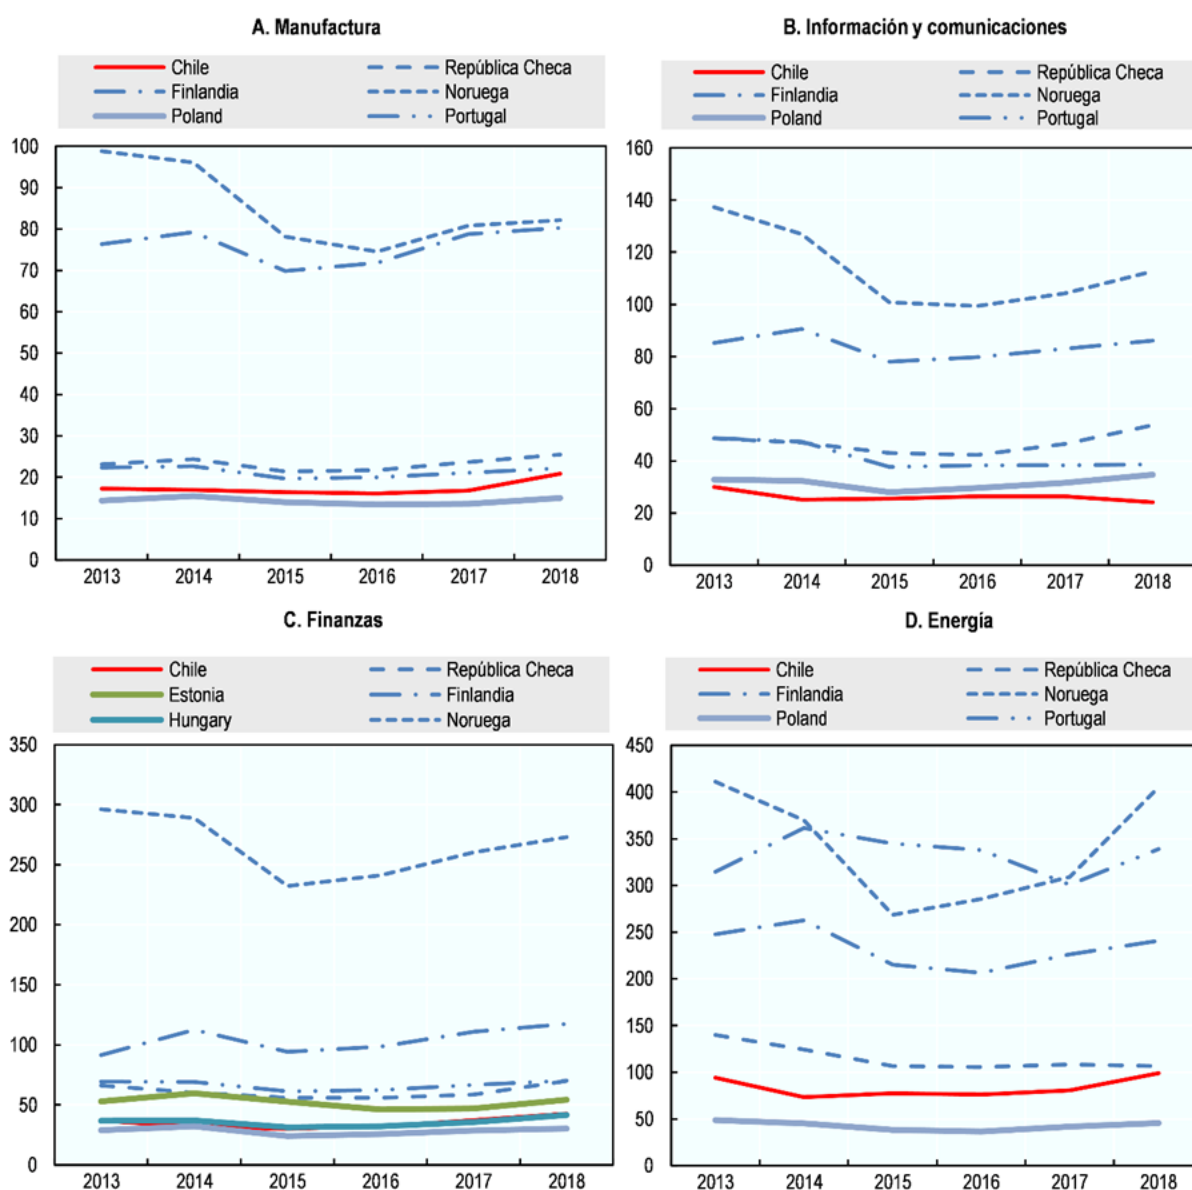 A. Manufactura
Chile República Checa
Finlandia Noruega
Poland Portugal
100
90
80
70
60
50
40
30
20
10
0
2013 2014 2015 2016 2017 2018
B. Información y comunicaciones
Chile República Checa
Finlandia Noruega
Poland Portugal
160
140
120
100
80
60
40
20
0
2013 2014 2015 2016 2017 2018
C. Finanzas
Chile República Checa
Estonia Finlandia
Hungary Noruega
350
300
250
200
150
100
50
0
2013 2014 2015 2016 2017 2018
D. Energía
Chile República Checa
Finlandia Noruega
Poland Portugal
450
400
350
300
250
200
150
100
50
0
2013 2014 2015 2016 2017 2018